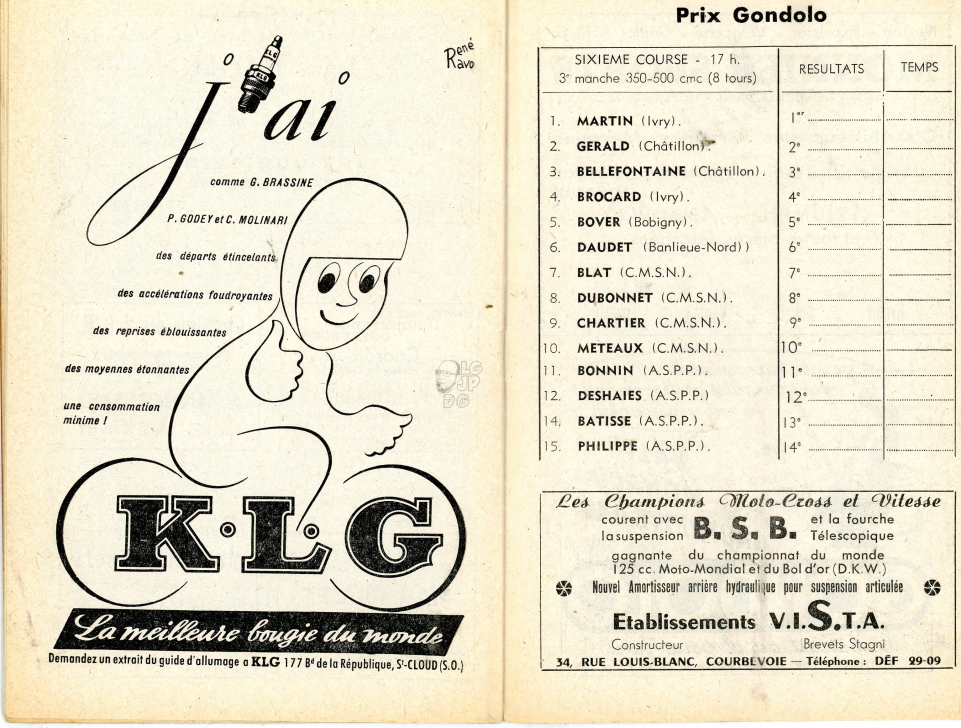 j'ai
KLG
KLG
René
Ravo
comme G. BRASSINE
P. GODEY et C. MOLINARI
des départs étincelants
des accélérations foudroyantes
des reprises éblouissantes
des moyennes étonnantes
une consommation
minime !
K·L·G
La meilleure bougie du monde
Demandez un extrait du guide d'allumage a KLG 177 Bd de la République, St-CLOUD (S.O.)
LG
JP
DG
Prix Gondolo
SIXIEME COURSE - 17 h.
3e manche 350-500 cmc (8 tours)
RESULTATS
TEMPS
1. MARTIN (Ivry). 1er
2. GERALD (Châtillon). 2e
3. BELLEFONTAINE (Châtillon). 3e
4. BROCARD (Ivry). 4e
5. BOVER (Bobigny). 5e
6. DAUDET (Banlieue-Nord)) 6e
7. BLAT (C.M.S.N.). 7e
8. DUBONNET (C.M.S.N.). 8e
9. CHARTIER (C.M.S.N.). 9e
10. METEAUX (C.M.S.N.). 10e
11. BONNIN (A.S.P.P.). 11e
12. DESHAIES (A.S.P.P.) 12e
14. BATISSE (A.S.P.P.). 13e
15. PHILIPPE (A.S.P.P.). 14e
Les Champions Moto-Cross et Vitesse
courent avec
la suspension
B. S. B.
et la fourche
Télescopique
gagnante du championnat du monde
125 cc. Moto-Mondial et du Bol d'or (D.K.W.)
Nouvel Amortisseur arrière hydraulique pour suspension articulée
Etablissements V.I.S.T.A.
Constructeur Brevets Stagni
34, RUE LOUIS-BLANC, COURBEVOIE — Téléphone : DÉF 29-09